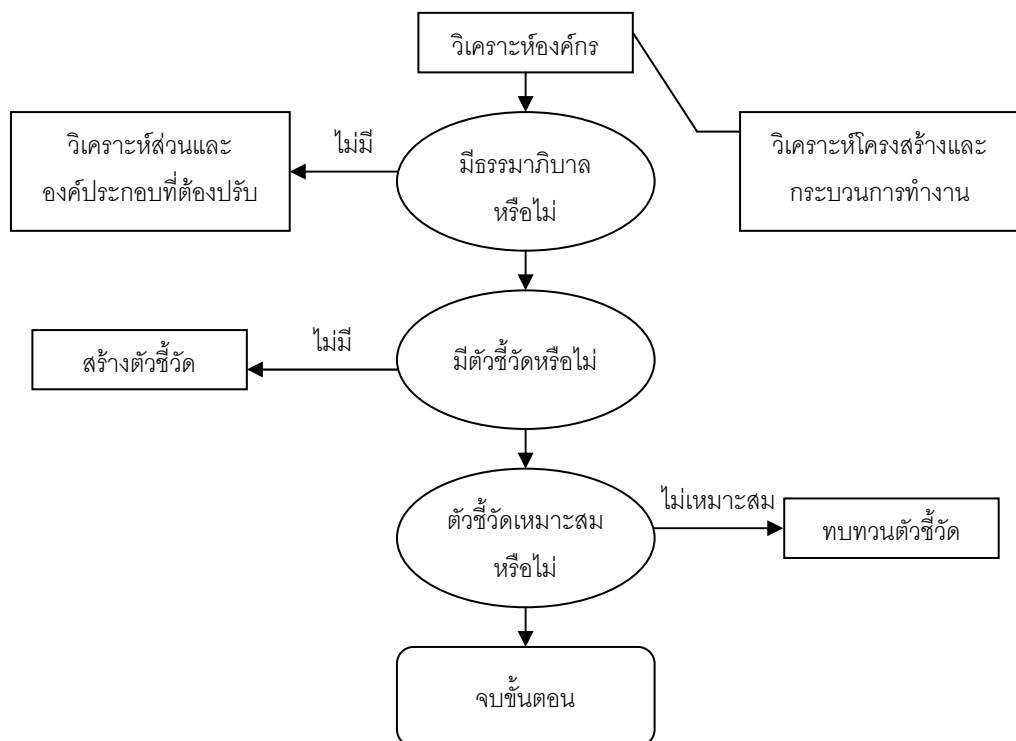 วิเคราะห์องค์กร
วิเคราะห์ส่วนและ
องค์ประกอบที่ต้องปรับ
ไม่มี
มีธรรมาภิบาล
หรือไม่
วิเคราะห์โครงสร้างและ
กระบวนการทำงาน
สร้างตัวชี้วัด
ไม่มี
มีตัวชี้วัดหรือไม่
ตัวชี้วัดเหมาะสม
หรือไม่
ไม่เหมาะสม
ทบทวนตัวชี้วัด
จบขั้นตอน